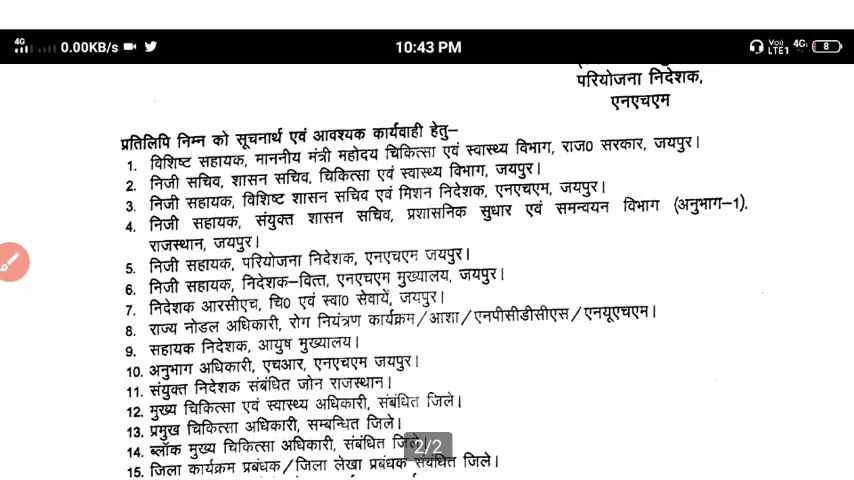 4G 0.00KB/s 10:43 PM Vo)) LTE1 4G 8
परियोजना निदेशक,
एनएचएम
प्रतिलिपि निम्न को सूचनार्थ एवं आवश्यक कार्यवाही हेतु–
1. विशिष्ट सहायक, माननीय मंत्री महोदय चिकित्सा एवं स्वास्थ्य विभाग, राज0 सरकार, जयपुर।
2. निजी सचिव, शासन सचिव, चिकित्सा एवं स्वास्थ्य विभाग, जयपुर।
3. निजी सहायक, विशिष्ट शासन सचिव एवं मिशन निदेशक, एनएचएम, जयपुर।
4. निजी सहायक, संयुक्त शासन सचिव, प्रशासनिक सुधार एवं समन्वयन विभाग (अनुभाग–1),
राजस्थान, जयपुर।
5. निजी सहायक, परियोजना निदेशक, एनएचएम जयपुर।
6. निजी सहायक, निदेशक–वित्त, एनएचएम मुख्यालय, जयपुर।
7. निदेशक आरसीएच, चि0 एवं स्वा0 सेवायें, जयपुर।
8. राज्य नोडल अधिकारी, रोग नियंत्रण कार्यक्रम/आशा/एनपीसीडीसीएस/एनयूएचएम।
9. सहायक निदेशक, आयुष मुख्यालय।
10. अनुभाग अधिकारी, एचआर, एनएचएम जयपुर।
11. संयुक्त निदेशक संबंधित जोन राजस्थान।
12. मुख्य चिकित्सा एवं स्वास्थ्य अधिकारी, संबंधित जिले।
13. प्रमुख चिकित्सा अधिकारी, सम्बन्धित जिले।
14. ब्लॉक मुख्य चिकित्सा अधिकारी, संबंधित जिले।
2/2
15. जिला कार्यक्रम प्रबंधक/जिला लेखा प्रबंधक संबंधित जिले।